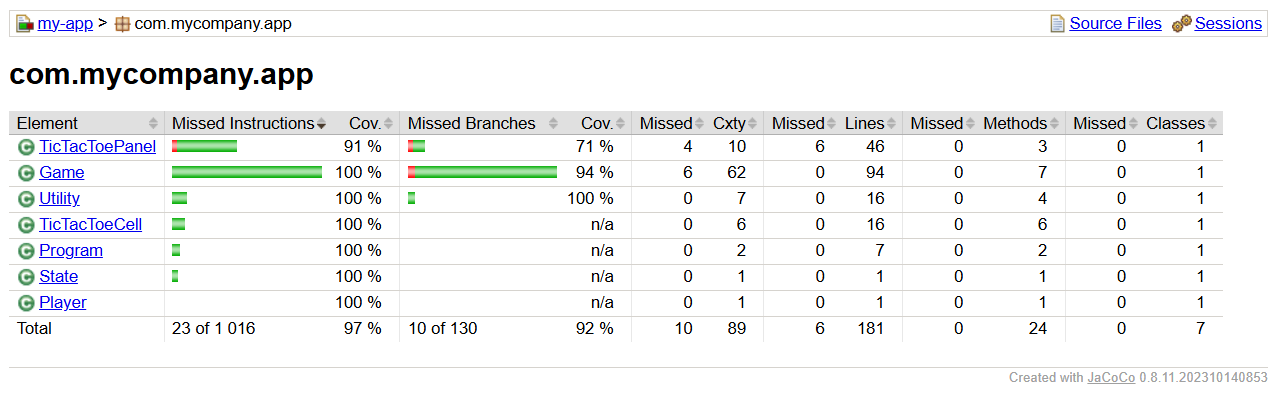 my-app > com.mycompany.app Source Files Sessions
com.mycompany.app
Element Missed Instructions Cov. Missed Branches Cov. Missed Cxty Missed Lines Missed Methods Missed Classes
C TicTacToePanel 91 % 71 % 4 10 6 46 0 3 0 1
C Game 100 % 94 % 6 62 0 94 0 7 0 1
C Utility 100 % 100 % 0 7 0 16 0 4 0 1
C TicTacToeCell 100 % n/a 0 6 0 16 0 6 0 1
C Program 100 % n/a 0 2 0 7 0 2 0 1
C State 100 % n/a 0 1 0 1 0 1 0 1
C Player 100 % n/a 0 1 0 1 0 1 0 1
Total 23 of 1 016 97 % 10 of 130 92 % 10 89 6 181 0 24 0 7
Created with JaCoCo 0.8.11.202310140853